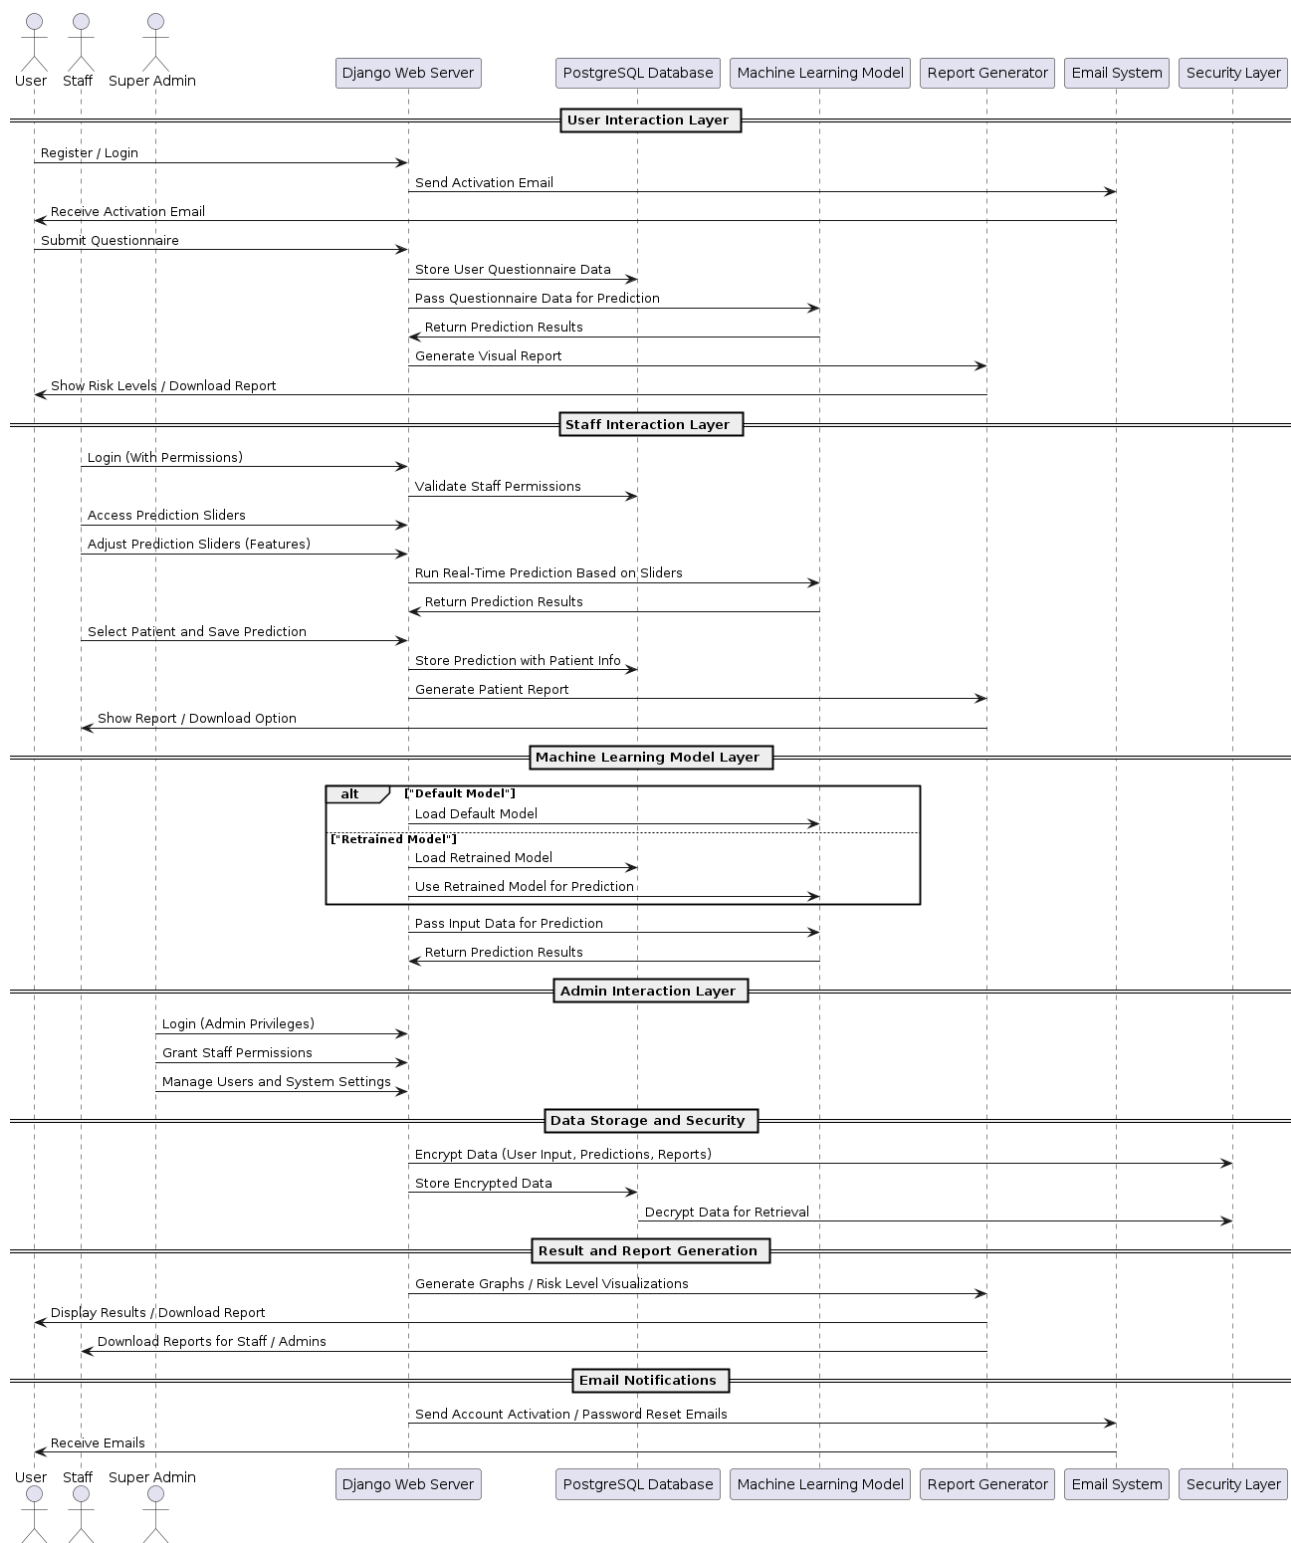 User
Staff
Super Admin
Django Web Server
PostgreSQL Database
Machine Learning Model
Report Generator
Email System
Security Layer
User Interaction Layer
Register / Login
Send Activation Email
Receive Activation Email
Submit Questionnaire
Store User Questionnaire Data
Pass Questionnaire Data for Prediction
Return Prediction Results
Generate Visual Report
Show Risk Levels / Download Report
Staff Interaction Layer
Login (With Permissions)
Validate Staff Permissions
Access Prediction Sliders
Adjust Prediction Sliders (Features)
Run Real-Time Prediction Based on Sliders
Return Prediction Results
Select Patient and Save Prediction
Store Prediction with Patient Info
Generate Patient Report
Show Report / Download Option
Machine Learning Model Layer
alt
["Default Model"]
Load Default Model
["Retrained Model"]
Load Retrained Model
Use Retrained Model for Prediction
Pass Input Data for Prediction
Return Prediction Results
Admin Interaction Layer
Login (Admin Privileges)
Grant Staff Permissions
Manage Users and System Settings
Data Storage and Security
Encrypt Data (User Input, Predictions, Reports)
Store Encrypted Data
Decrypt Data for Retrieval
Result and Report Generation
Generate Graphs / Risk Level Visualizations
Display Results / Download Report
Download Reports for Staff / Admins
Email Notifications
Send Account Activation / Password Reset Emails
Receive Emails
User
Staff
Super Admin
Django Web Server
PostgreSQL Database
Machine Learning Model
Report Generator
Email System
Security Layer